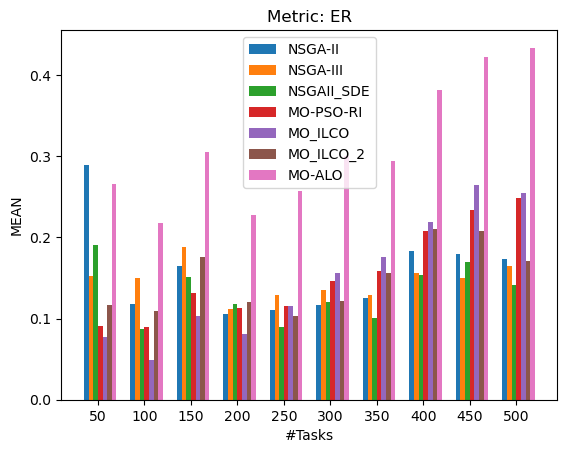 Metric: ER
MEAN
0.4
0.3
0.2
0.1
0.0
NSGA-II
NSGA-III
NSGAII_SDE
MO-PSO-RI
MO_ILCO
MO_ILCO_2
MO-ALO
50 100 150 200 250 300 350 400 450 500
#Tasks